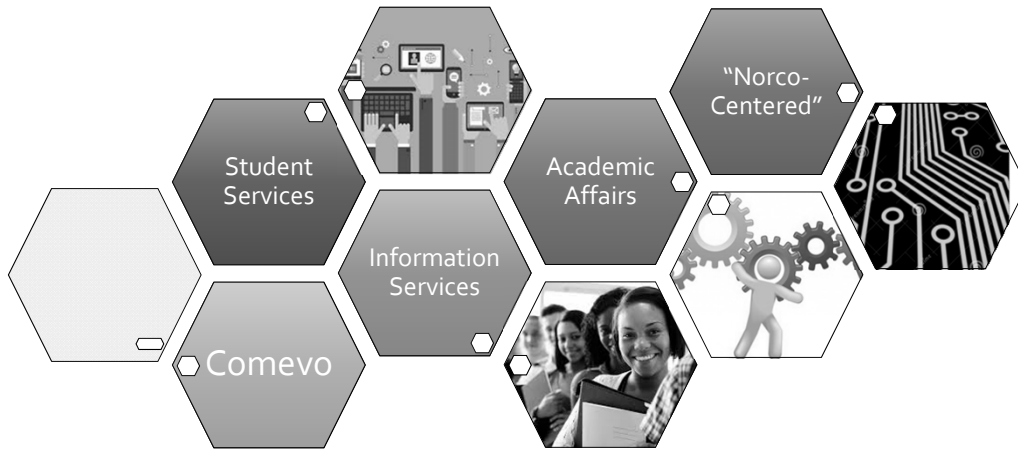 Student
Services
Comevo
Information
Services
Academic
Affairs
“Norco-
Centered”